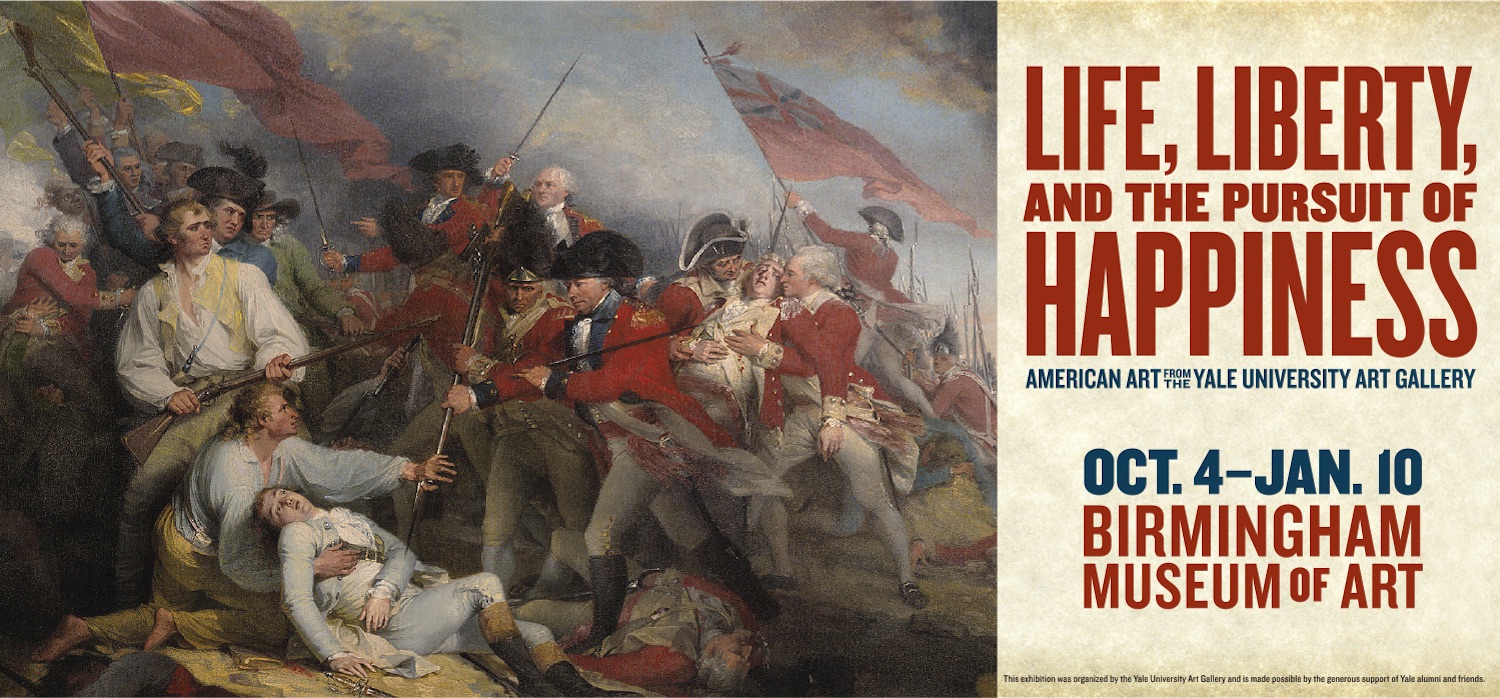 LIFE, LIBERTY,
AND THE PURSUIT OF
HAPPINESS
AMERICAN ART FROM THE YALE UNIVERSITY ART GALLERY
OCT. 4–JAN. 10
BIRMINGHAM
MUSEUM OF ART
This exhibition was organized by the Yale University Art Gallery and is made possible by the generous support of Yale alumni and friends.